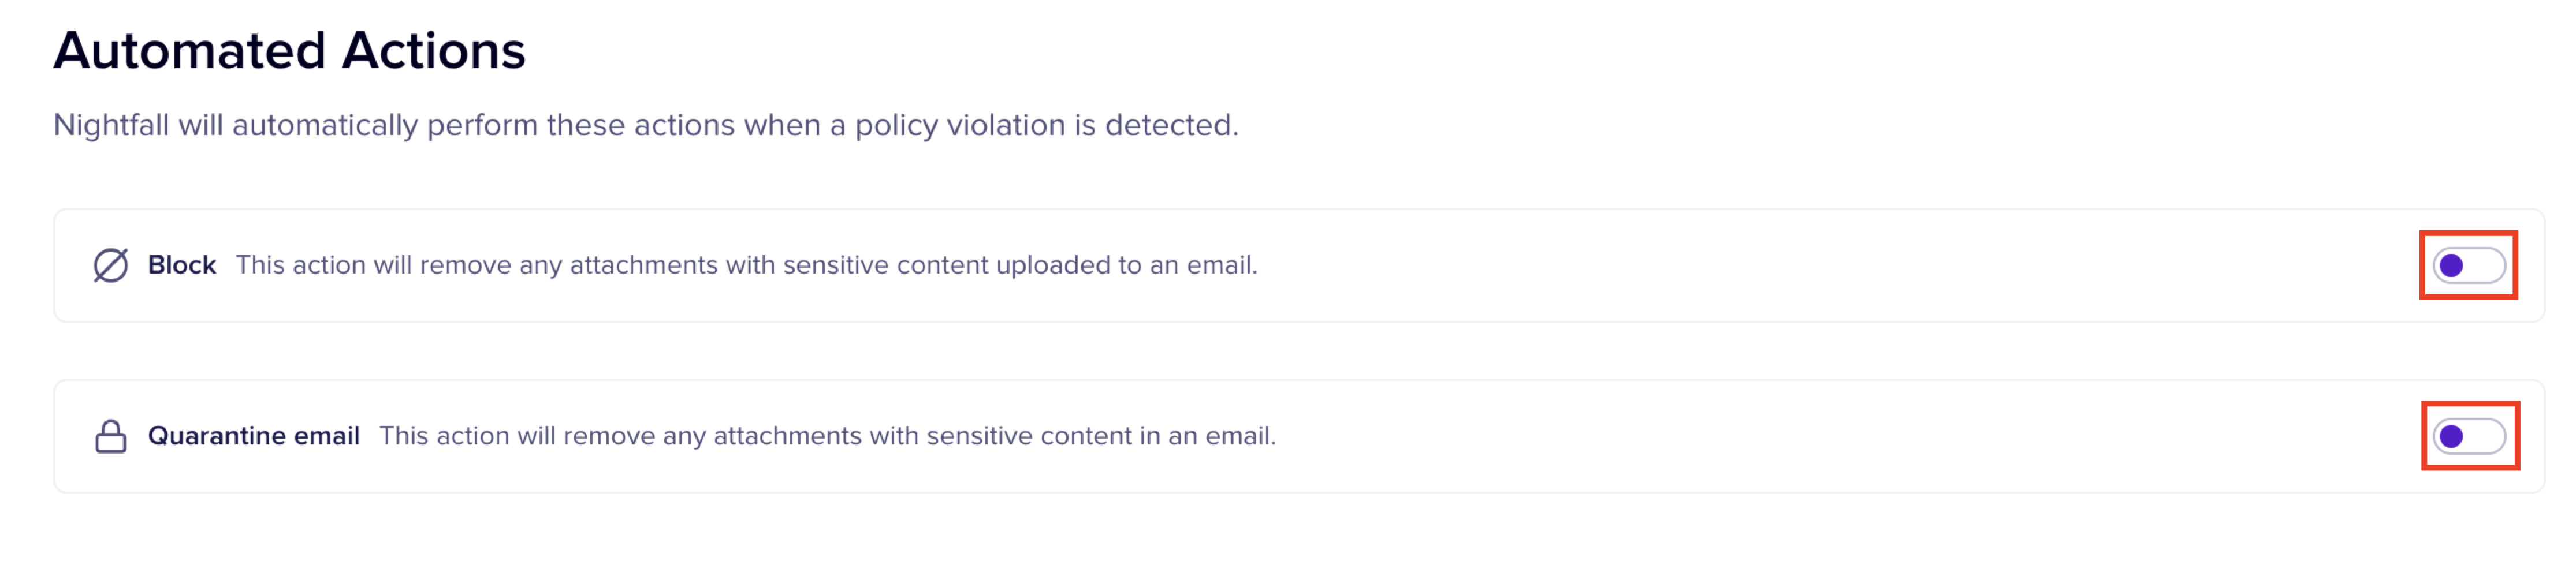 Automated Actions
Nightfall will automatically perform these actions when a policy violation is detected.
Block This action will remove any attachments with sensitive content uploaded to an email.
Quarantine email This action will remove any attachments with sensitive content in an email.